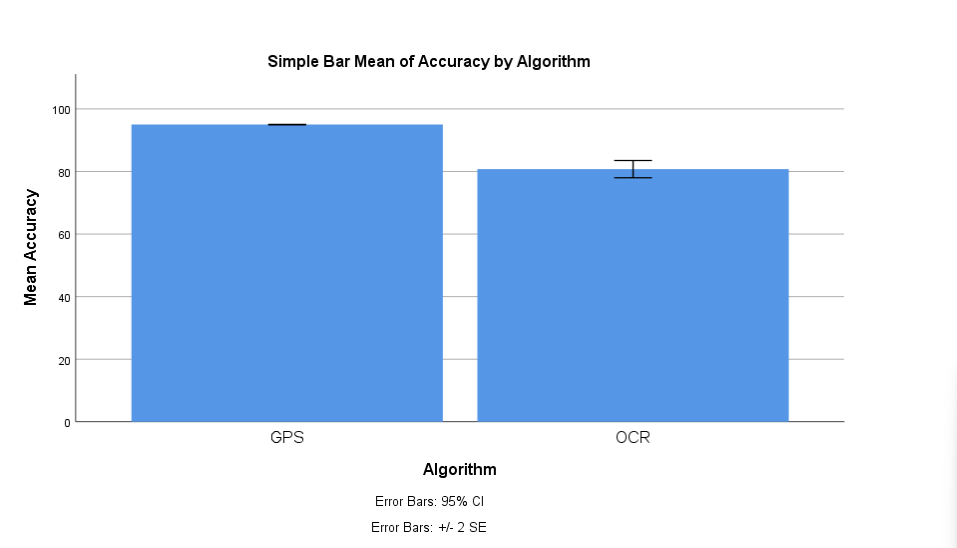 Simple Bar Mean of Accuracy by Algorithm
Mean Accuracy
100
80
60
40
20
0
GPS
OCR
Algorithm
Error Bars: 95% CI
Error Bars: +/- 2 SE